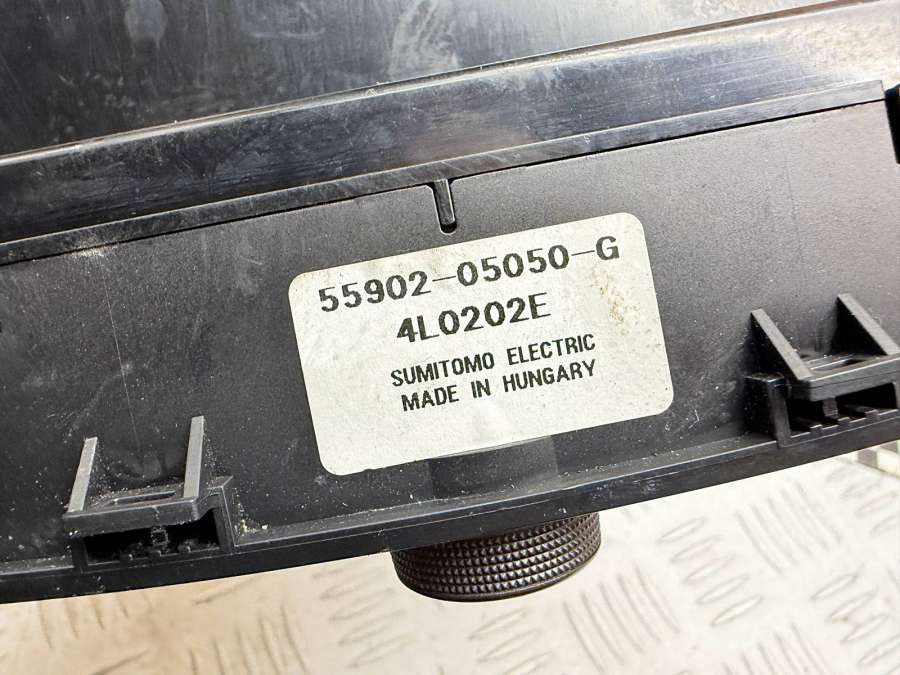 55902-05050-G
4L0202E
SUMITOMO ELECTRIC
MADE IN HUNGARY